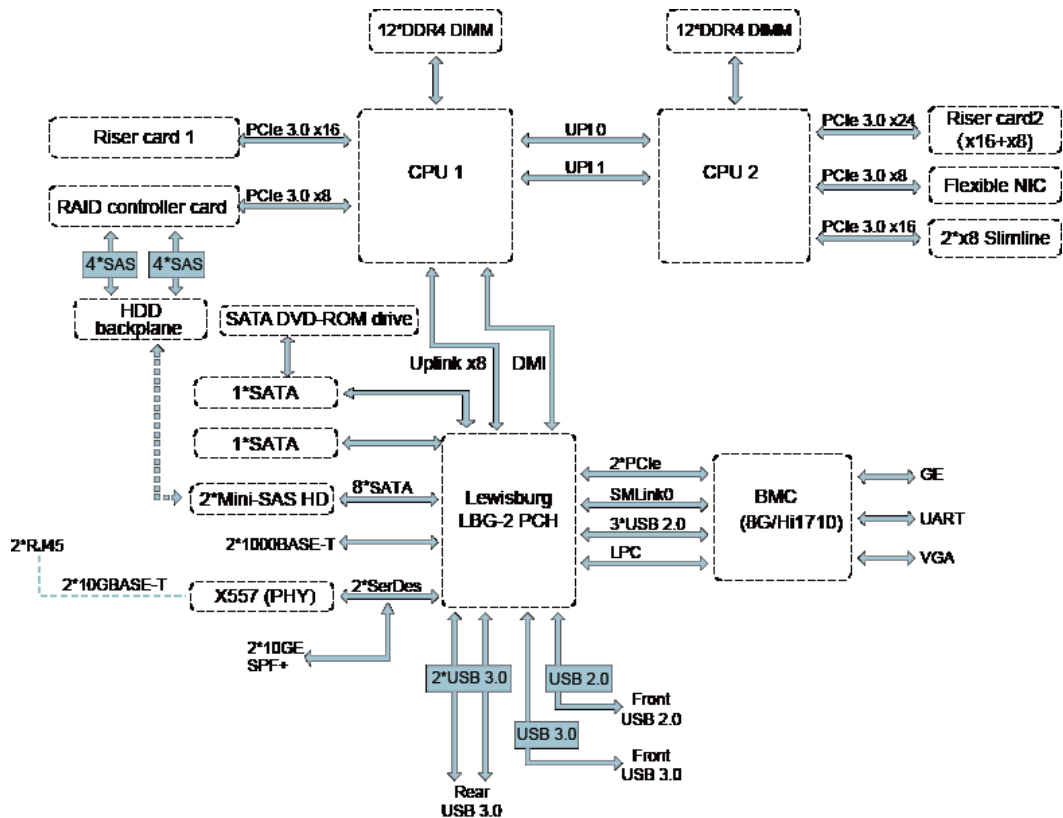 12*DDR4 DIMM
12*DDR4 DIMM
Riser card 1
PCIe 3.0 x16
CPU 1
UPI 0
UPI 1
CPU 2
PCIe 3.0 x24
Riser card2
(x16+x8)
RAID controller card
PCIe 3.0 x8
PCIe 3.0 x8
Flexible NIC
PCIe 3.0 x16
2*x8 Slimline
4*SAS
4*SAS
HDD
backplane
SATA DVD-ROM drive
Uplink x8
DMI
1*SATA
1*SATA
2*Mini-SAS HD
8*SATA
Lewisburg
LBG-2 PCH
2*PCIe
SMLink0
3*USB 2.0
LPC
BMC
(8G/Hi1710)
GE
UART
VGA
2*1000BASE-T
2*RJ45
2*10GBASE-T
X557 (PHY)
2*SerDes
2*10GE
SPF+
2*USB 3.0
USB 2.0
USB 3.0
Front
USB 2.0
Front
USB 3.0
Rear
USB 3.0